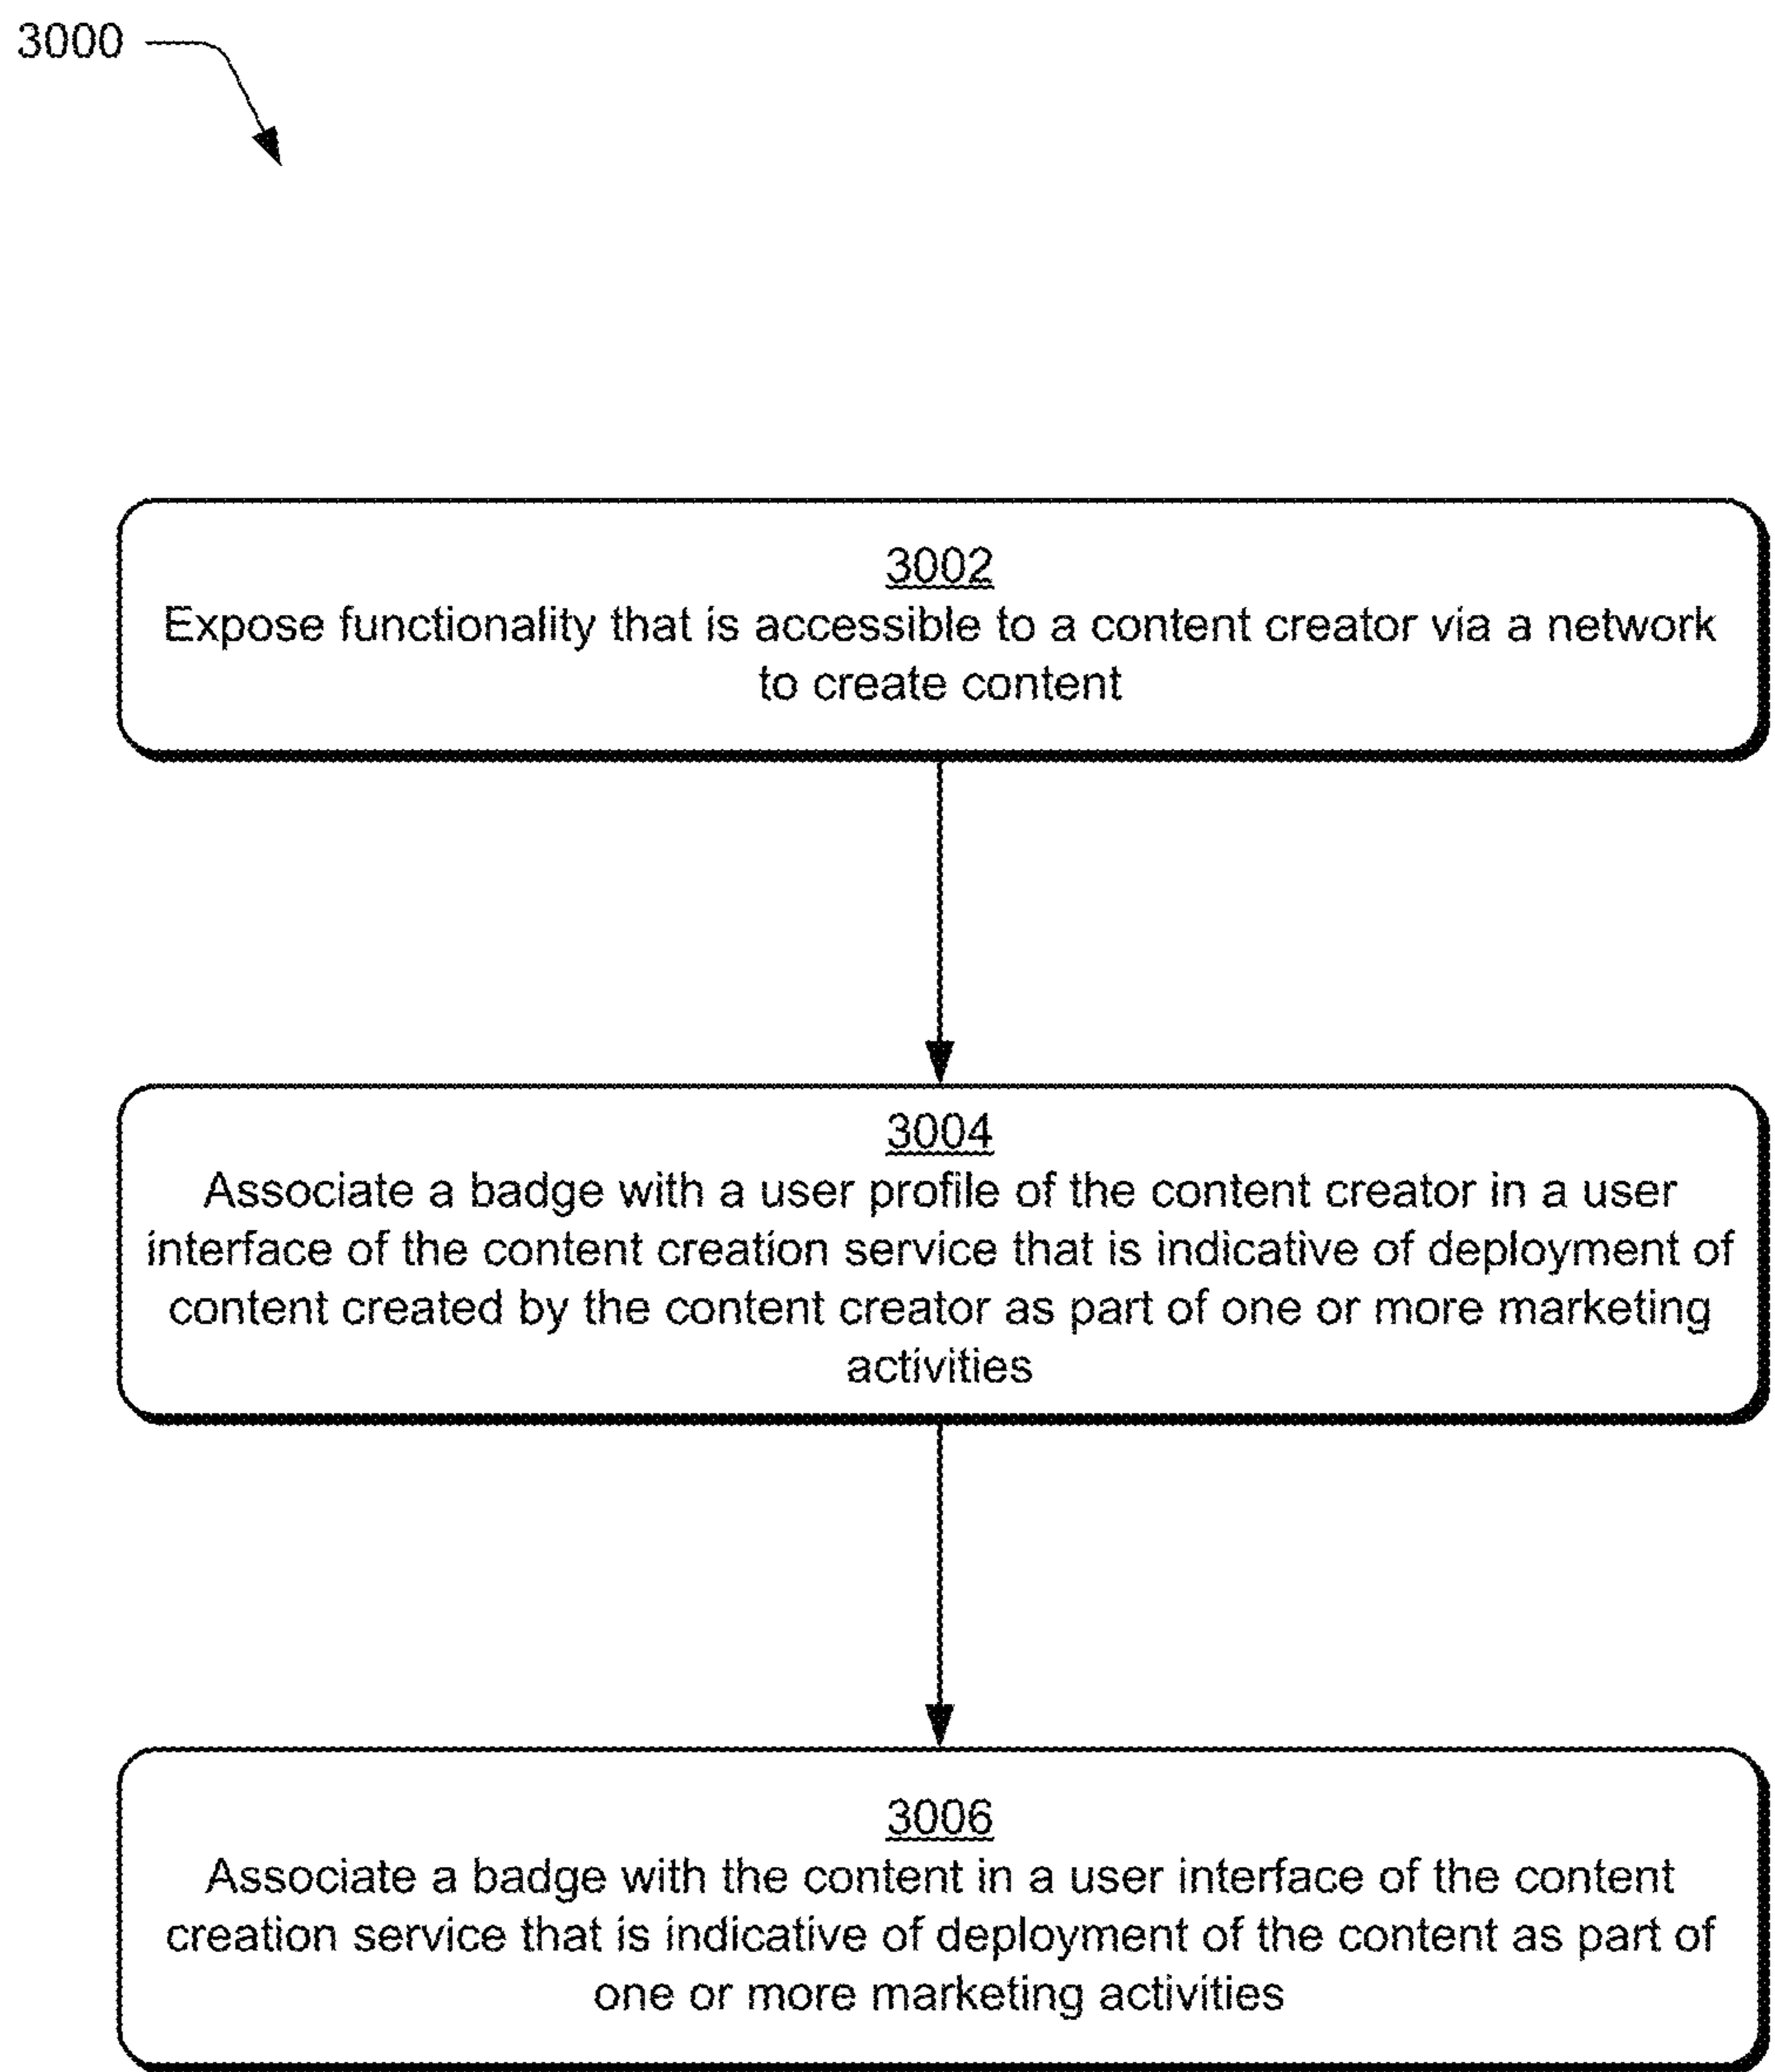 3000
3002
Expose functionality that is accessible to a content creator via a network
to create content
3004
Associate a badge with a user profile of the content creator in a user
interface of the content creation service that is indicative of deployment of
content created by the content creator as part of one or more marketing
activities
3006
Associate a badge with the content in a user interface of the content
creation service that is indicative of deployment of the content as part of
one or more marketing activities